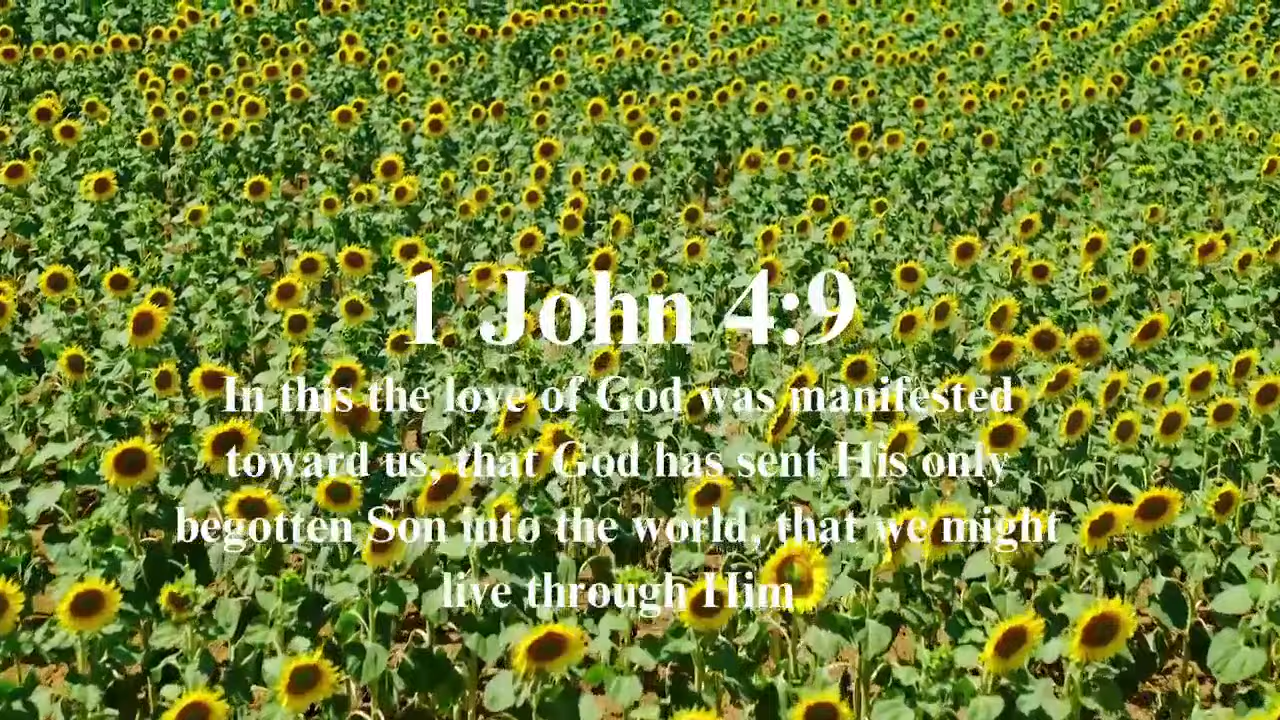 1 John 4:9
In this the love of God was manifested
toward us, that God has sent His only
begotten Son into the world, that we might
live through Him